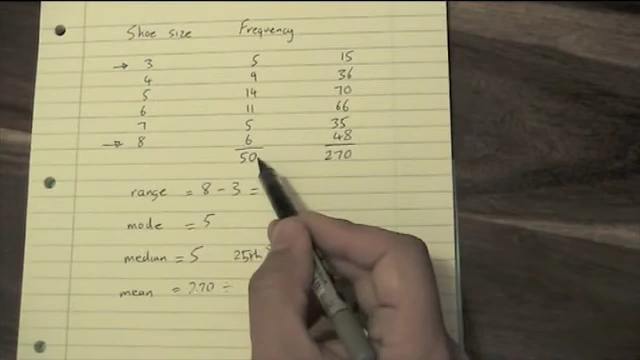 Shoe size Frequency
→ 3 5 15
4 9 36
5 14 70
6 11 66
7 5 35
→ 8 6 48
50 270
range = 8 - 3 =
mode = 5
median = 5 25th
mean = 270 ÷